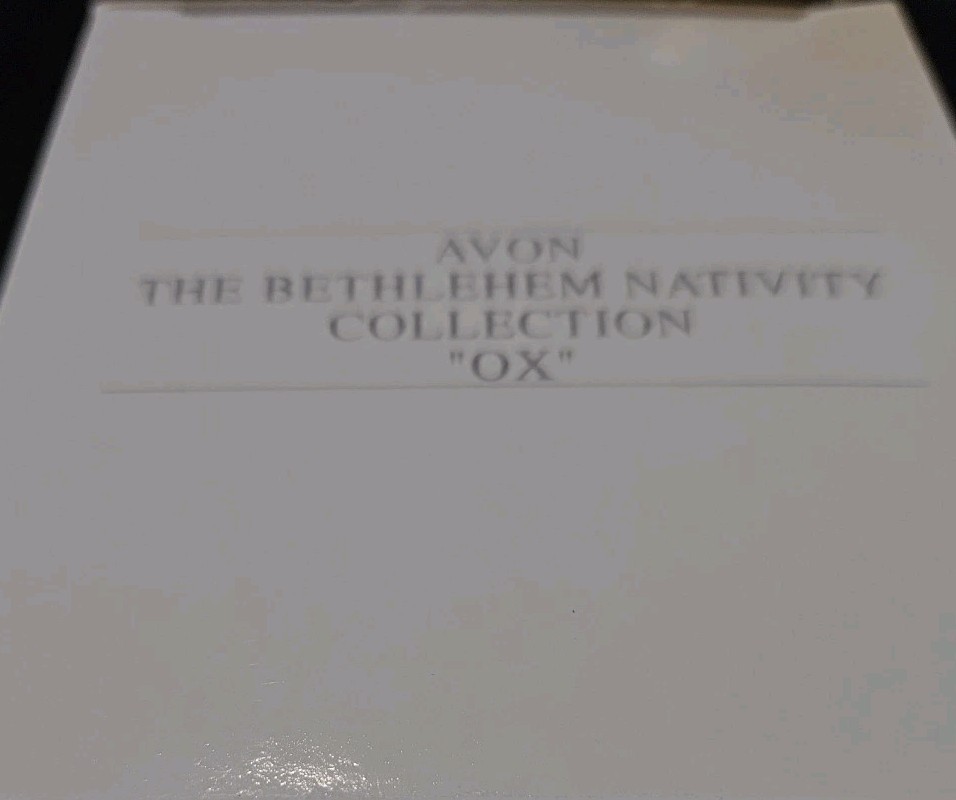 AVON
THE BETHLEHEM NATIVITY
COLLECTION
"OX"